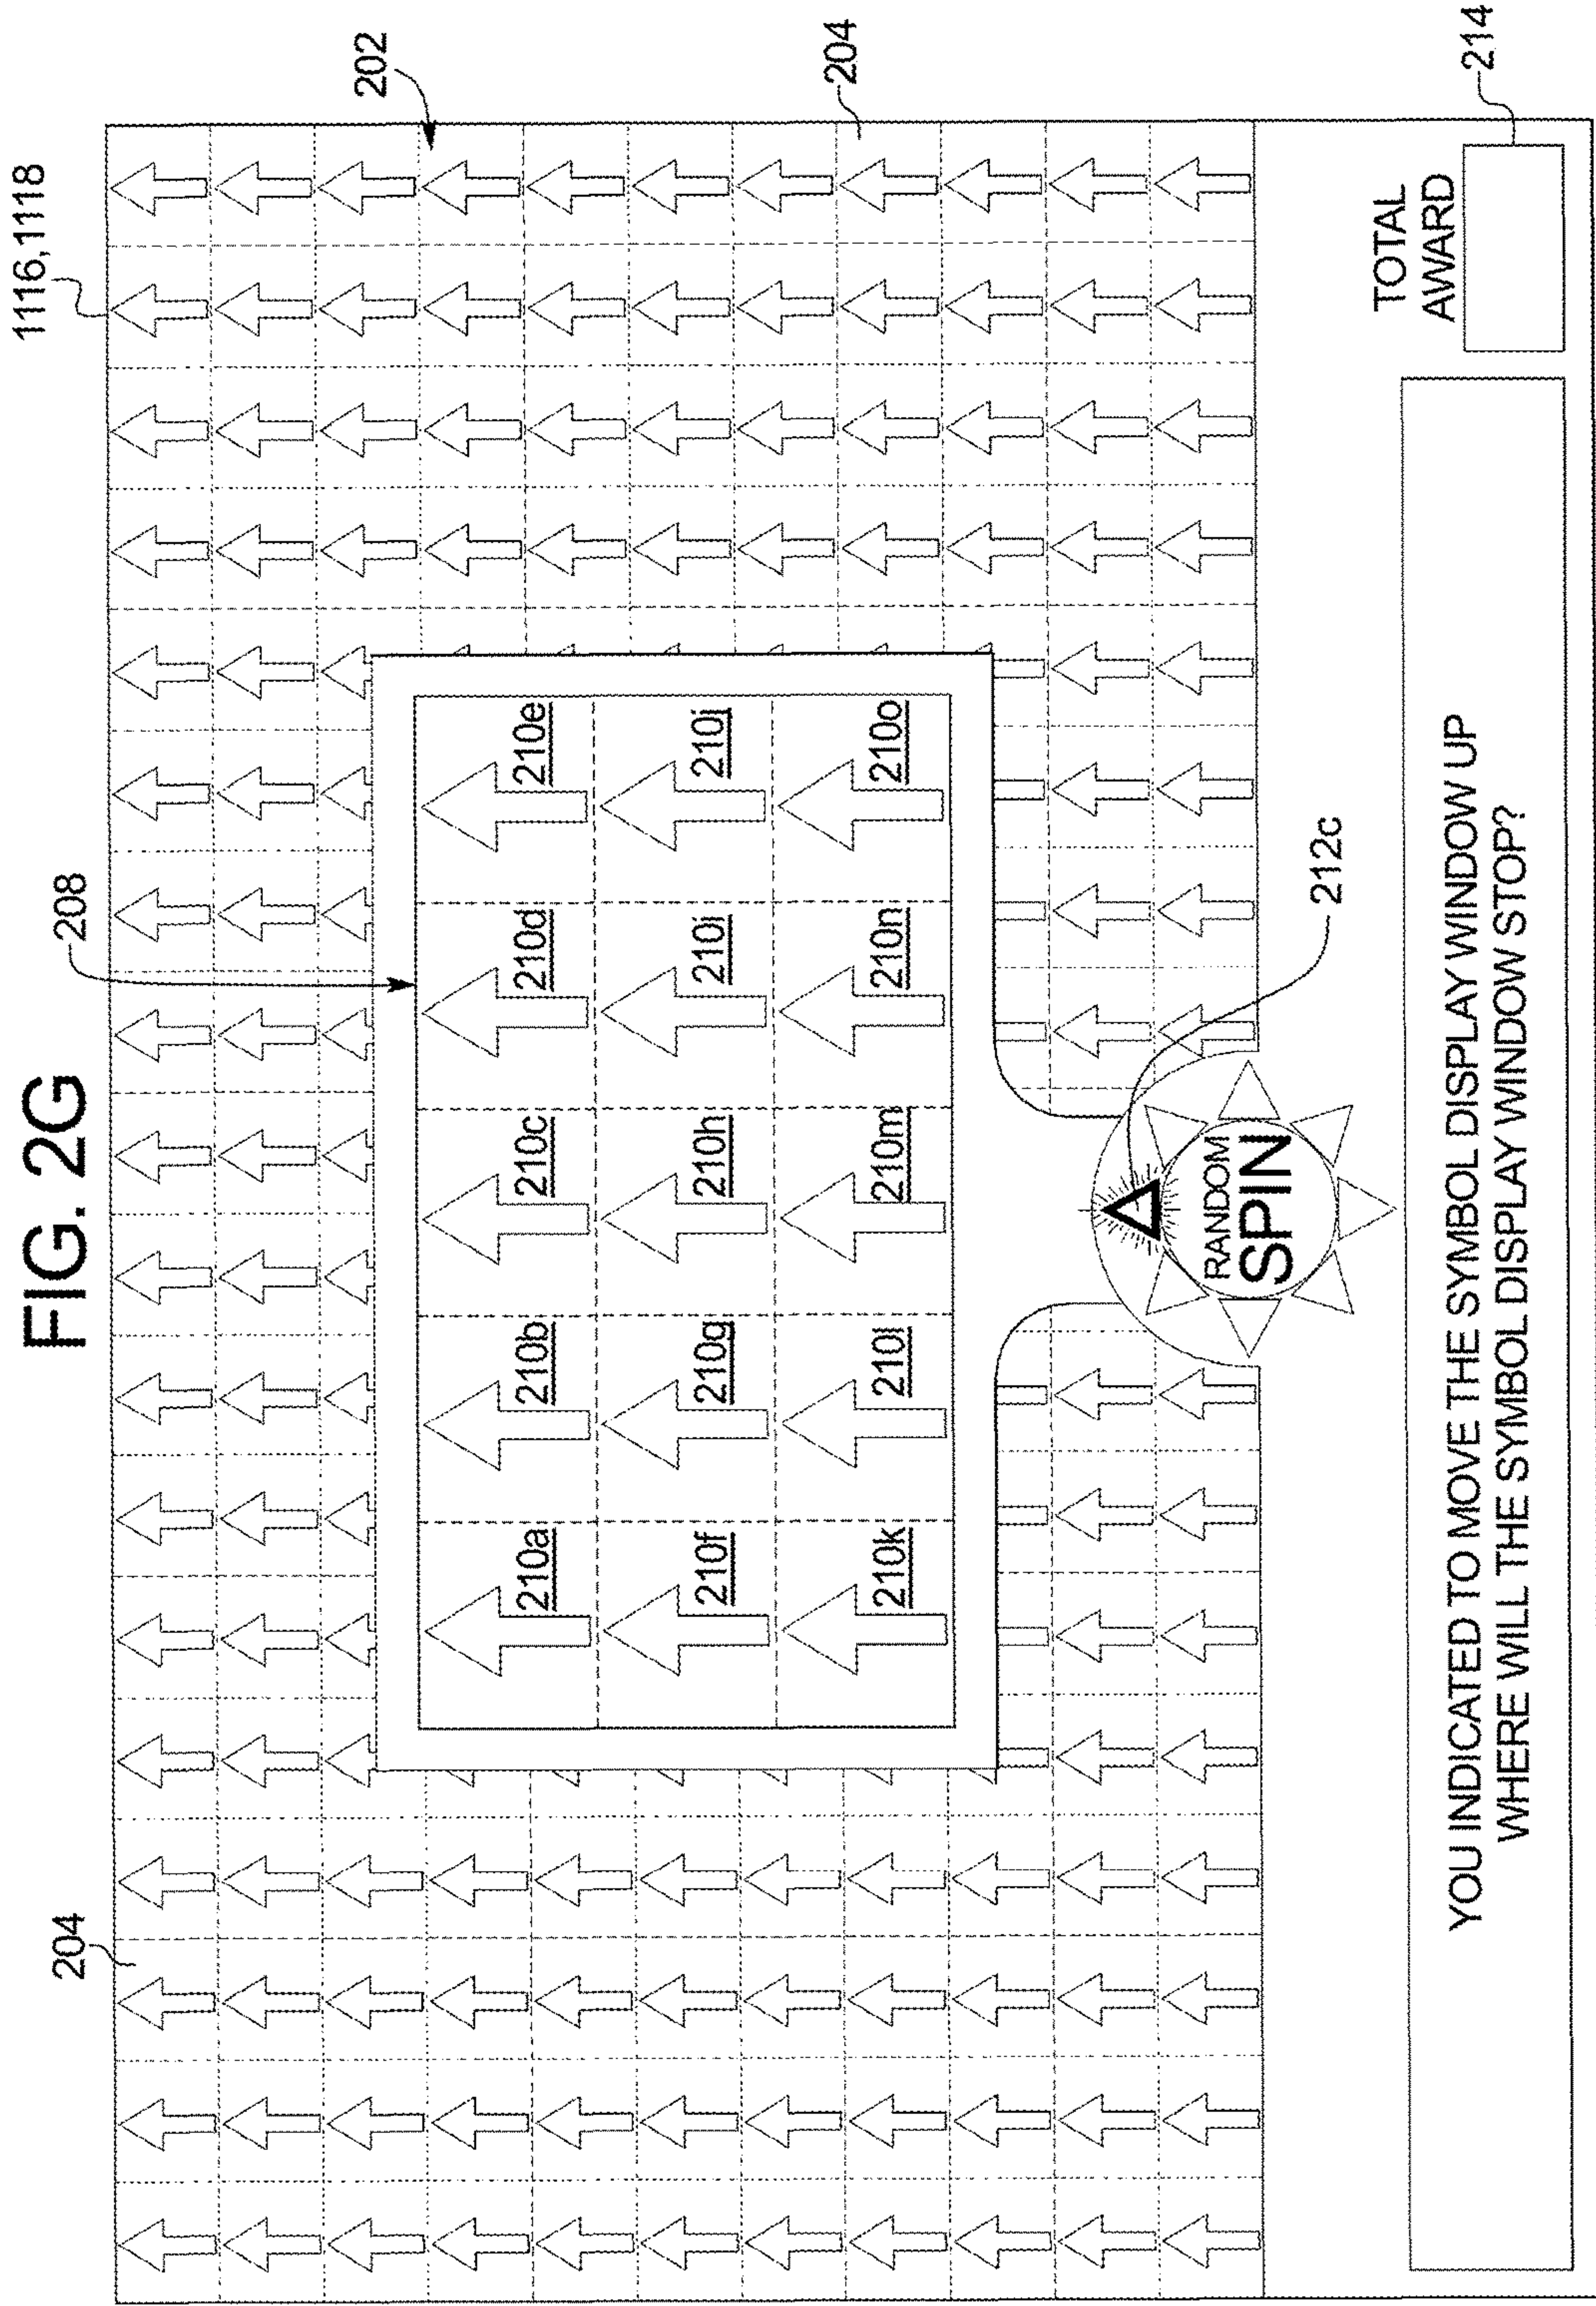 FIG. 2G
1116,1118
204
208
202
210a 210b 210c 210d 210e
210f 210g 210h 210i 210j
204
210k 210l 210m 210n 210o
RANDOM
SPIN
212c
TOTAL
AWARD
214
YOU INDICATED TO MOVE THE SYMBOL DISPLAY WINDOW UP
WHERE WILL THE SYMBOL DISPLAY WINDOW STOP?